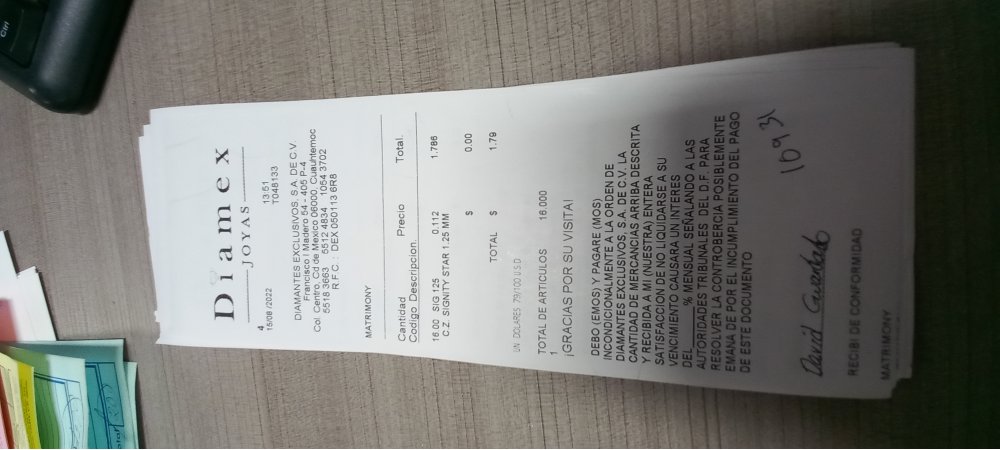 Diamex
JOYAS
4 13:51
15/08/2022 T048133
DIAMANTES EXCLUSIVOS, S.A. DE C.V.
Francisco I Madero 54 - 405 P-4
Col. Centro, Cd de Mexico 06000, Cuauhtemoc
5518 3663 5512 4834 1054 3702
R.F.C. : DEX 050113 6R8
MATRIMONY
Cantidad Precio Total.
Codigo Descripcion
16.00 SIG 125 0.112 1.786
C.Z. SIGNITY STAR 1.25 MM
$ 0.00
TOTAL $ 1.79
UN DOLARES 79/100 U.S.D
TOTAL DE ARTICULOS 16.000
1
¡GRACIAS POR SU VISITA!
DEBO (EMOS) Y PAGARE (MOS)
INCONDICIONALMENTE A LA ORDEN DE
DIAMANTES EXCLUSIVOS, S.A. DE C.V. LA
CANTIDAD DE MERCANCIAS ARRIBA DESCRITA
Y RECIBIDA A MI (NUESTRA) ENTERA
SATISFACCION DE NO LIQUIDARSE A SU
VENCIMIENTO CAUSARA UN INTERES
DEL % MENSUAL SEÑALANDO A LAS
AUTORIDADES TRIBUNALES DEL D.F. PARA
RESOLVER LA CONTROBERCIA POSIBLEMENTE
EMANA DE POR EL INCUMPLIMIENTO DEL PAGO
DE ESTE DOCUMENTO
10931
David
RECIBI DE CONFORMIDAD
MATRIMONY
Ctrl